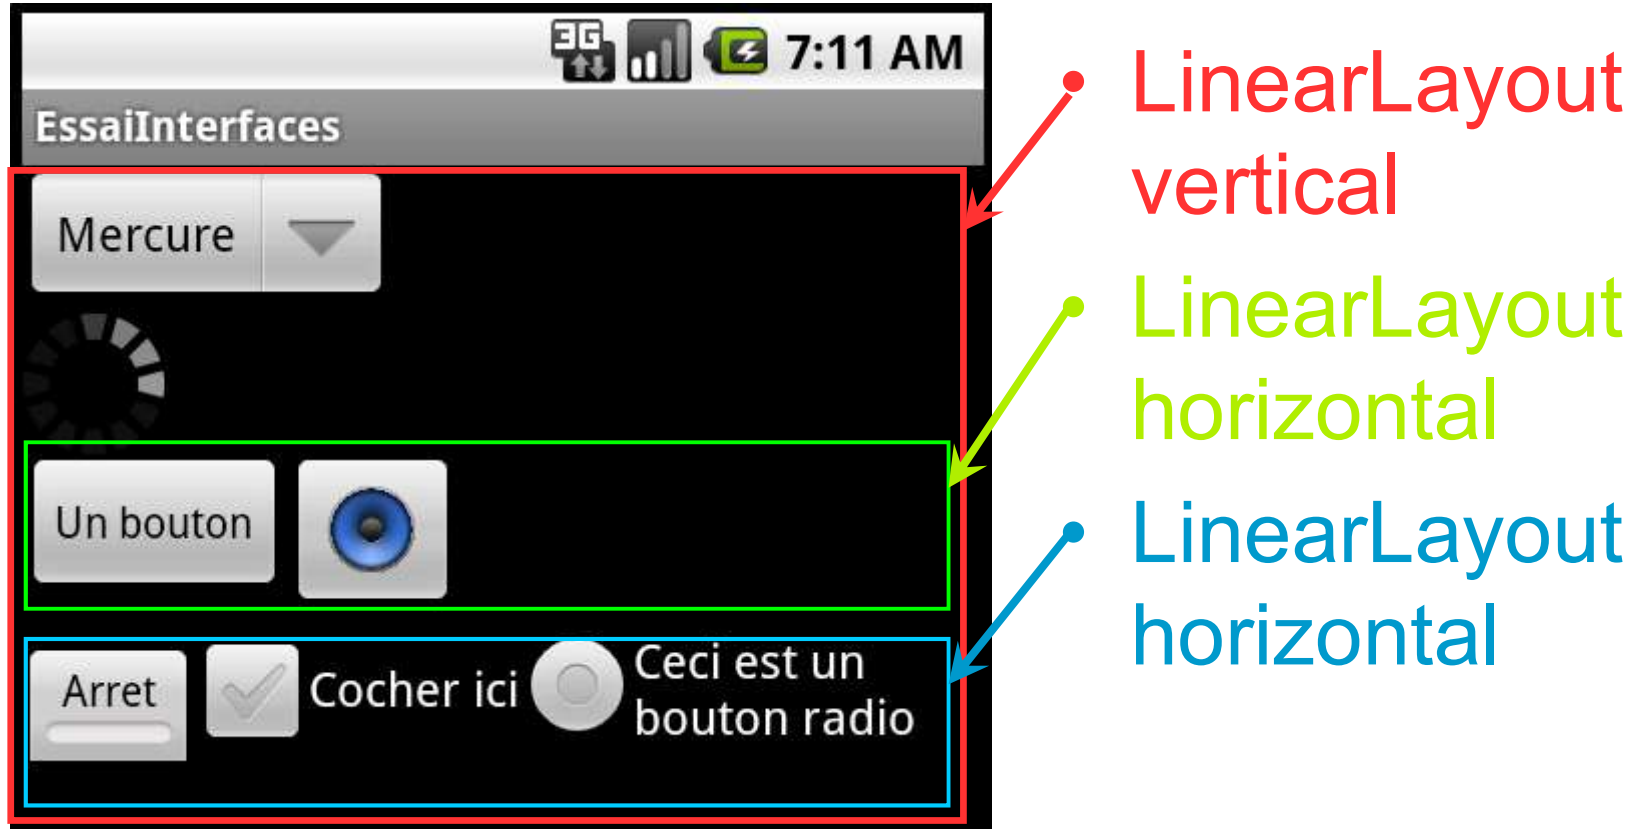 3G 7:11 AM
EssaiInterfaces
Mercure
Un bouton
Arret
Cocher ici
Ceci est un
bouton radio
• LinearLayout
vertical
• LinearLayout
horizontal
• LinearLayout
horizontal